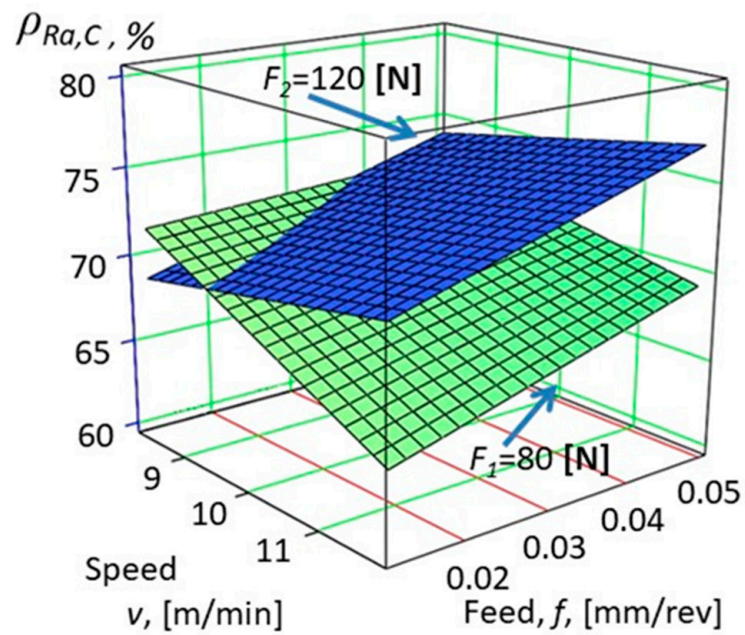 ρRa,C , %
80
F2=120 [N]
75
70
65
60
F1=80 [N]
9
10
11
0.05
0.04
0.03
0.02
Speed
v, [m/min]
Feed, f, [mm/rev]